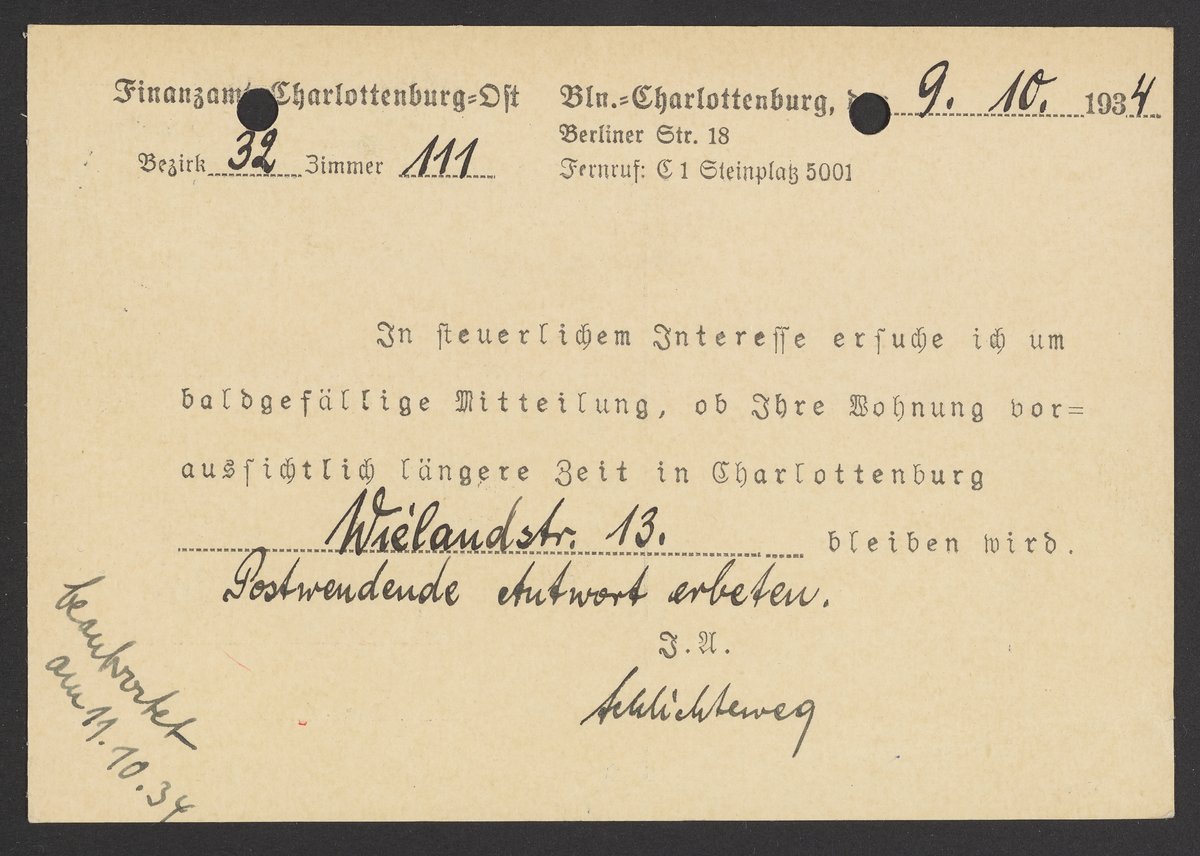 Finanzamt Charlottenburg-Ost
Bezirk 32 Zimmer 111
Bln.=Charlottenburg, den 9. 10. 1934
Berliner Str. 18
Fernruf: C 1 Steinplatz 5001
In steuerlichem Interesse ersuche ich um
baldgefällige Mitteilung, ob Ihre Wohnung vor=
aussichtlich längere Zeit in Charlottenburg
Wielandstr. 13. bleiben wird.
Postwendende Antwort erbeten.
I.A.
Schlichteweg
beantwortet
am 11.10.34